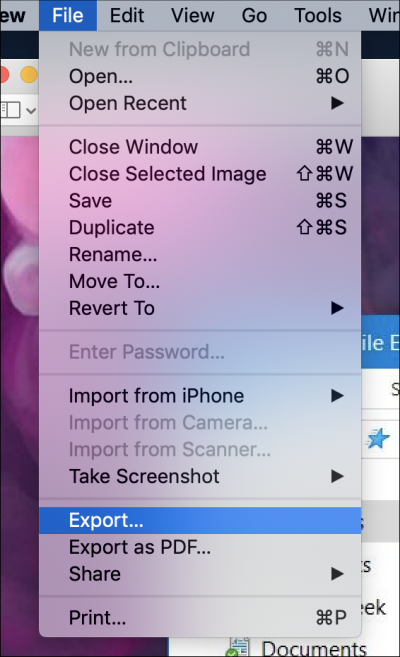 ew File Edit View Go Tools Win
New from Clipboard ⌘N
Open... ⌘O
Open Recent ▶
Close Window ⌘W
Close Selected Image ⇧⌘W
Save ⌘S
Duplicate ⇧⌘S
Rename...
Move To...
Revert To ▶
ile E
Enter Password...
Import from iPhone ▶
Import from Camera...
Import from Scanner...
Take Screenshot ▶
Export...
Export as PDF...
Share ▶
eek
Print... ⌘P
Documents